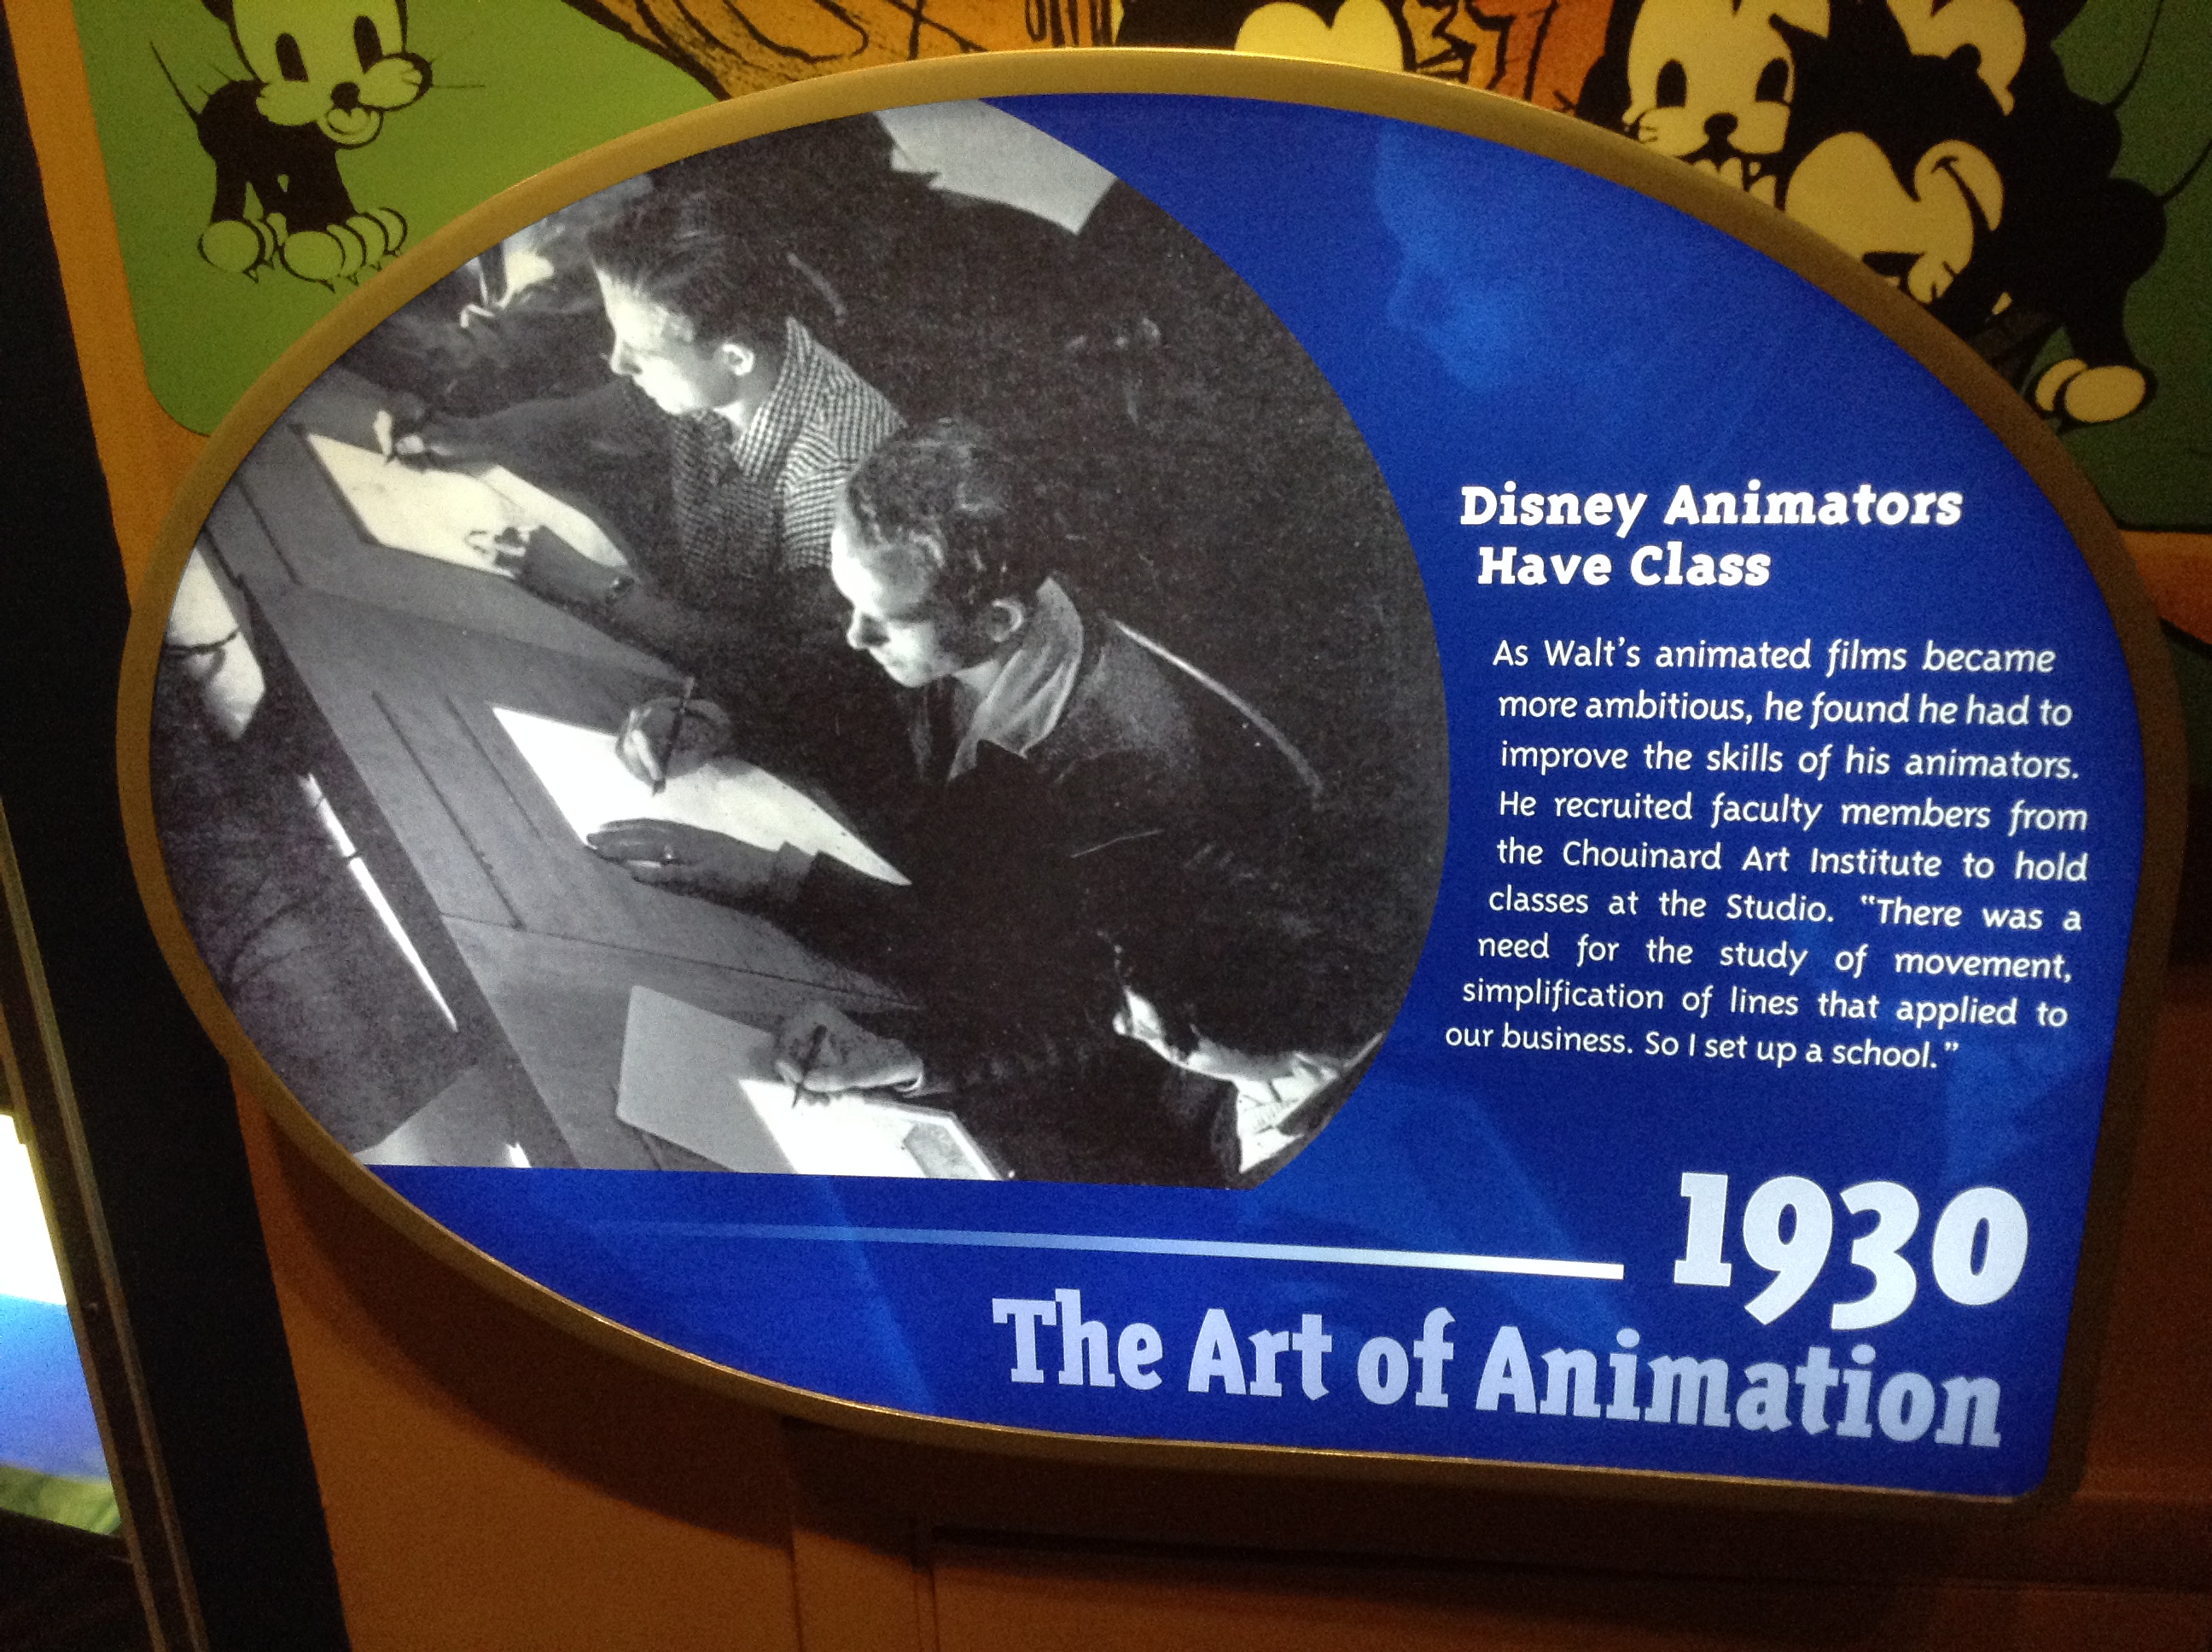 Disney Animators
Have Class
As Walt's animated films became
more ambitious, he found he had to
improve the skills of his animators.
He recruited faculty members from
the Chouinard Art Institute to hold
classes at the Studio. "There was a
need for the study of movement,
simplification of lines that applied to
our business. So I set up a school."
1930
The Art of Animation